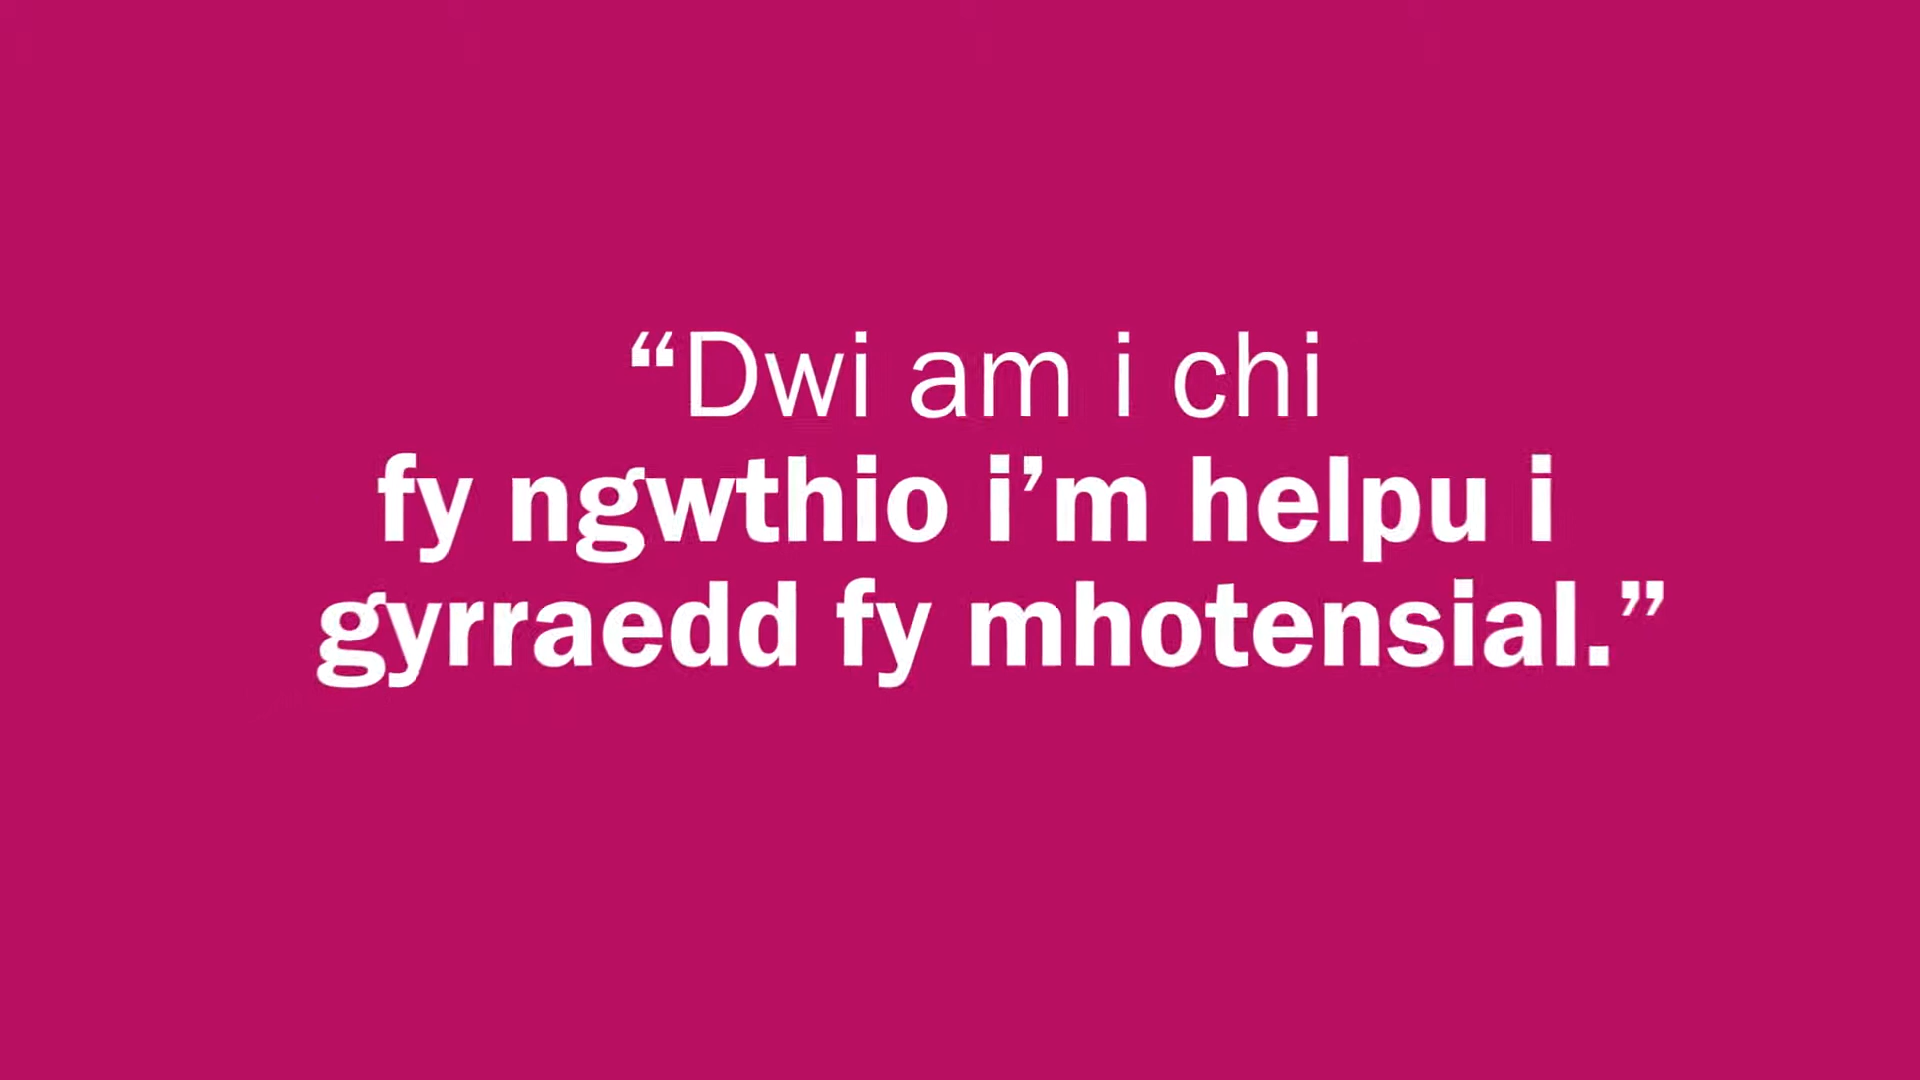 “Dwi am i chi
fy ngwthio i’m helpu i
gyrraedd fy mhotensial.”